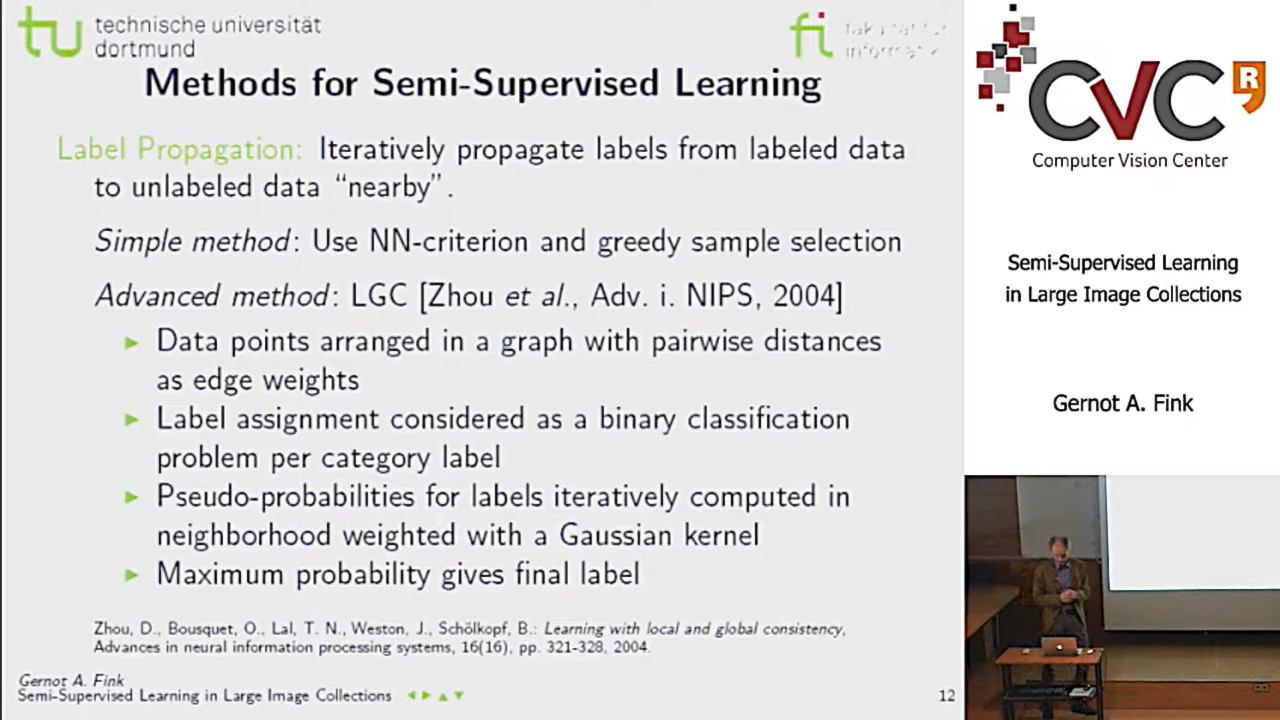 technische universität
dortmund
Methods for Semi-Supervised Learning
Label Propagation: Iteratively propagate labels from labeled data
to unlabeled data “nearby”.
Simple method: Use NN-criterion and greedy sample selection
Advanced method: LGC [Zhou et al., Adv. i. NIPS, 2004]
Data points arranged in a graph with pairwise distances
as edge weights
Label assignment considered as a binary classification
problem per category label
Pseudo-probabilities for labels iteratively computed in
neighborhood weighted with a Gaussian kernel
Maximum probability gives final label
Zhou, D., Bousquet, O., Lal, T. N., Weston, J., Schölkopf, B.: Learning with local and global consistency,
Advances in neural information processing systems, 16(16), pp. 321-328, 2004.
Gernot A. Fink
Semi-Supervised Learning in Large Image Collections
12
CVC
R
Computer Vision Center
Semi-Supervised Learning
in Large Image Collections
Gernot A. Fink